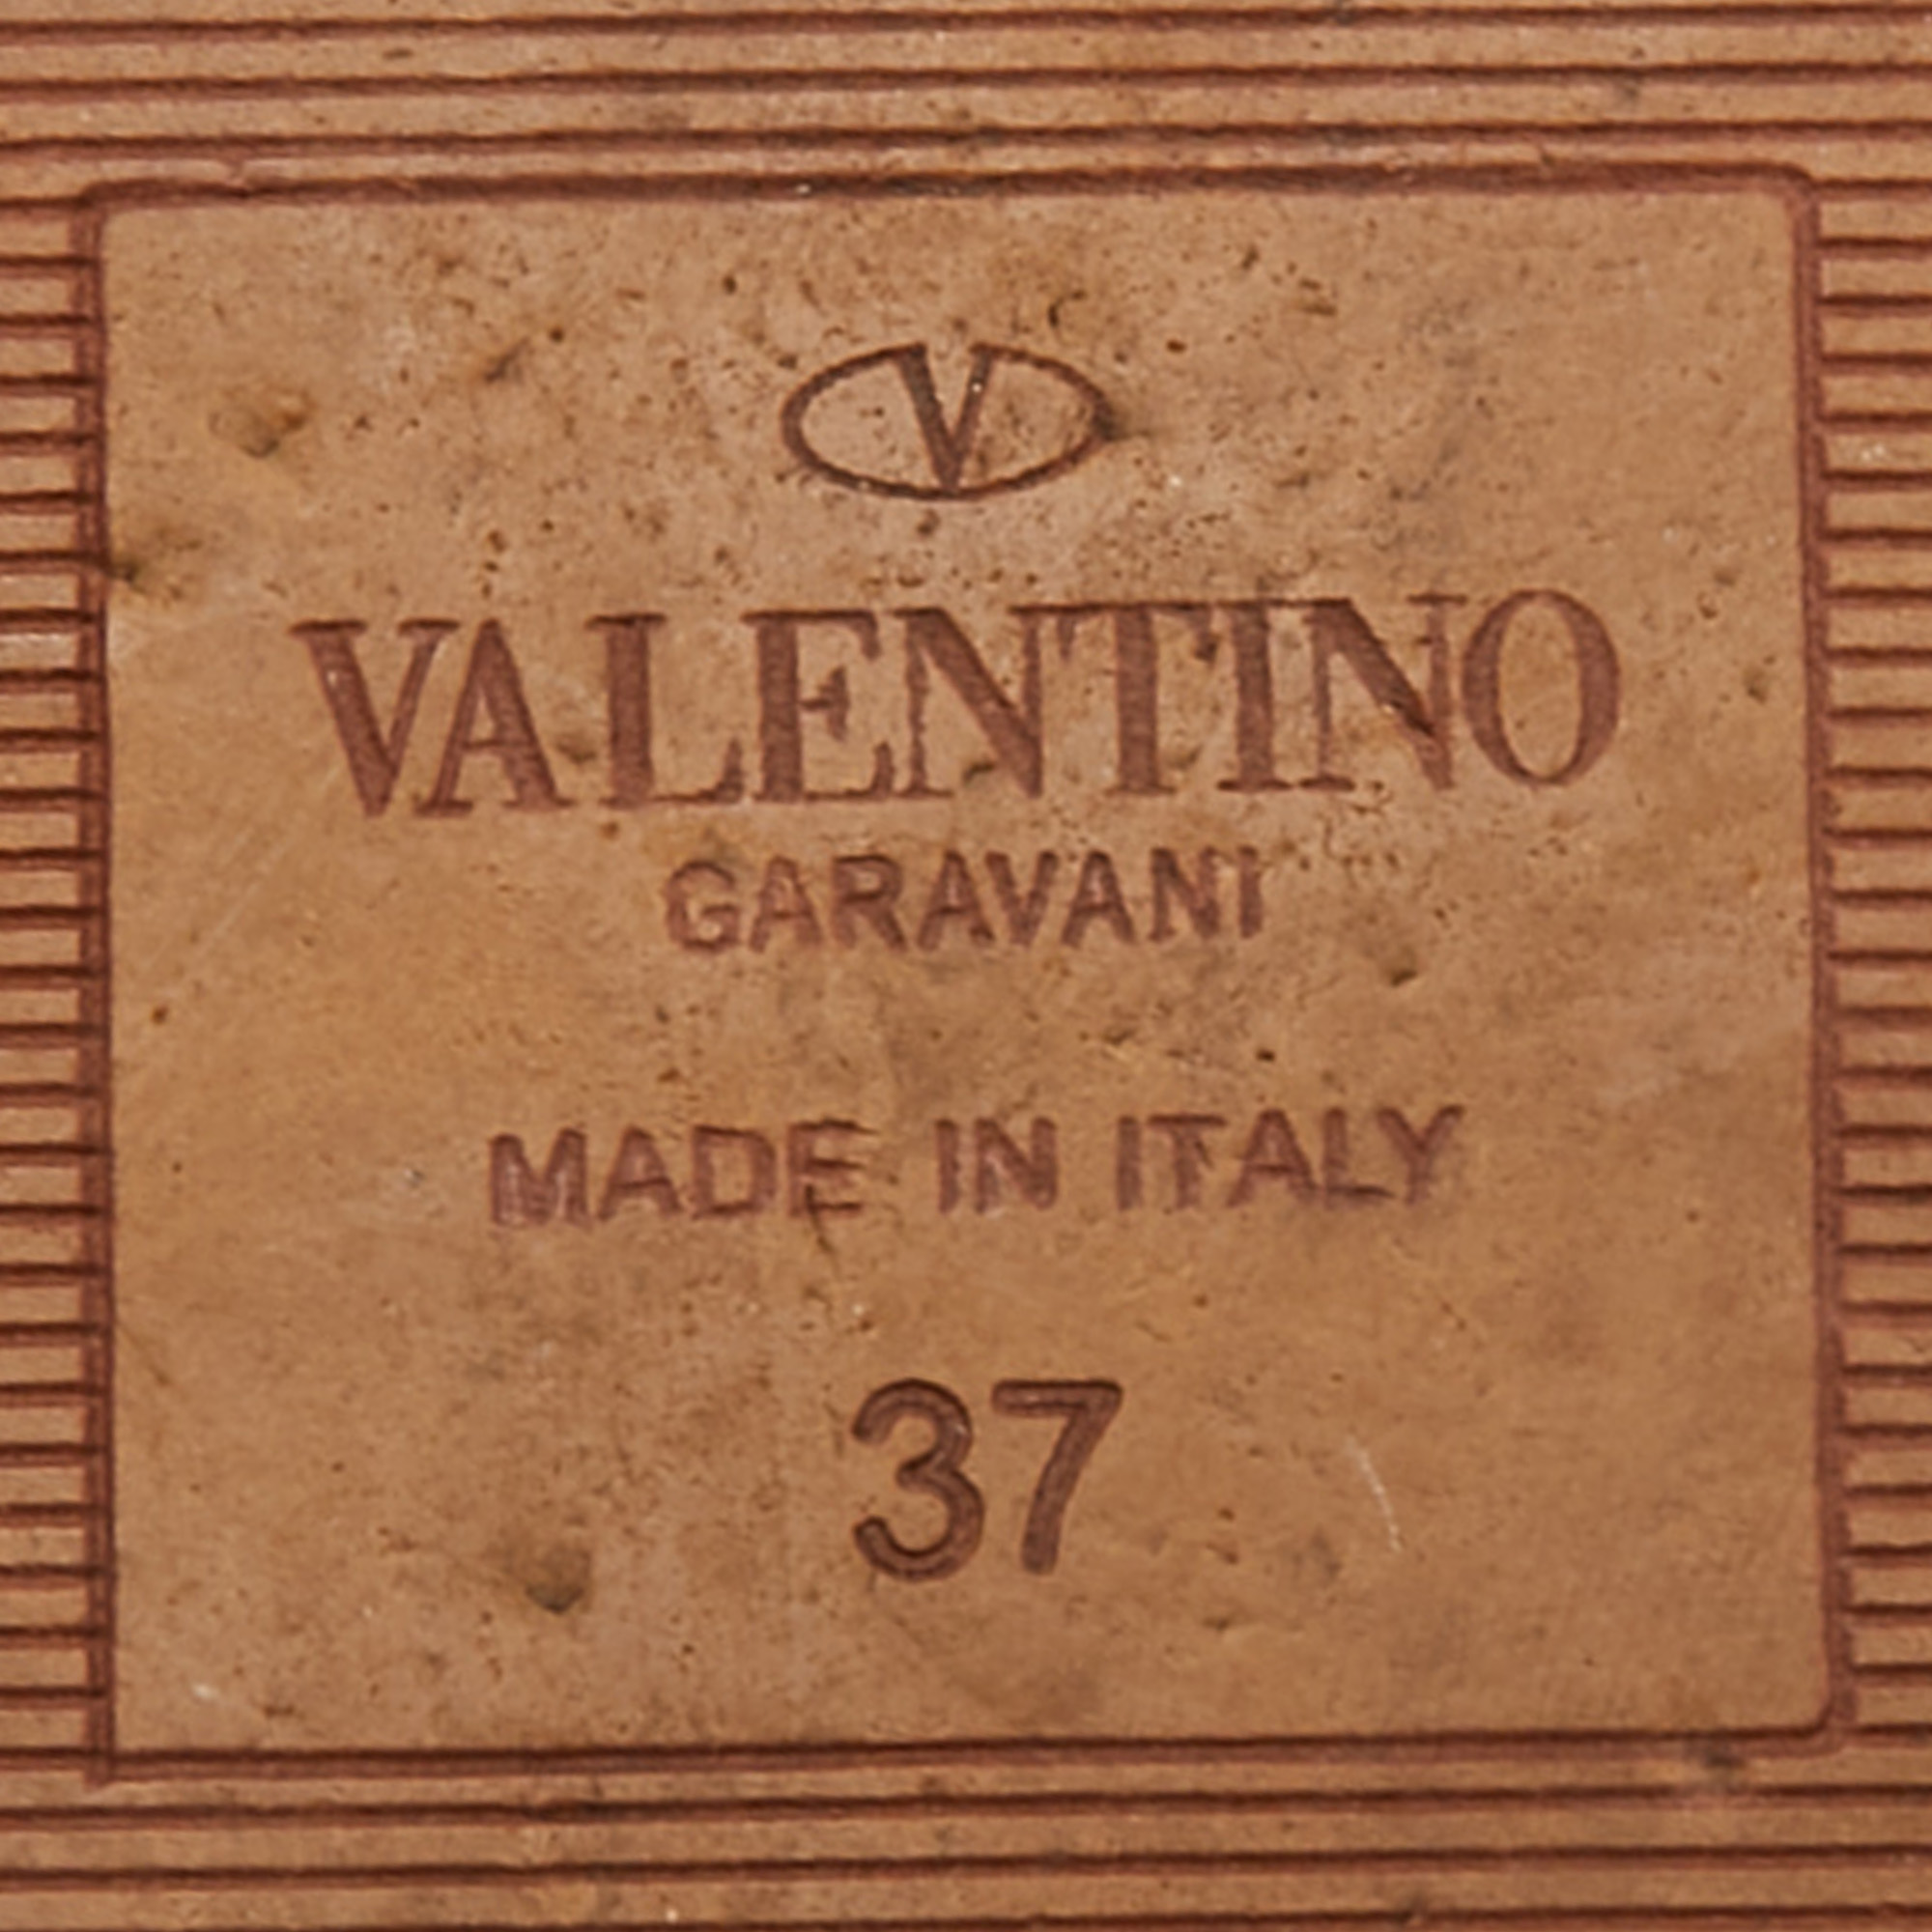 V
VALENTINO
GARAVANI
MADE IN ITALY
37